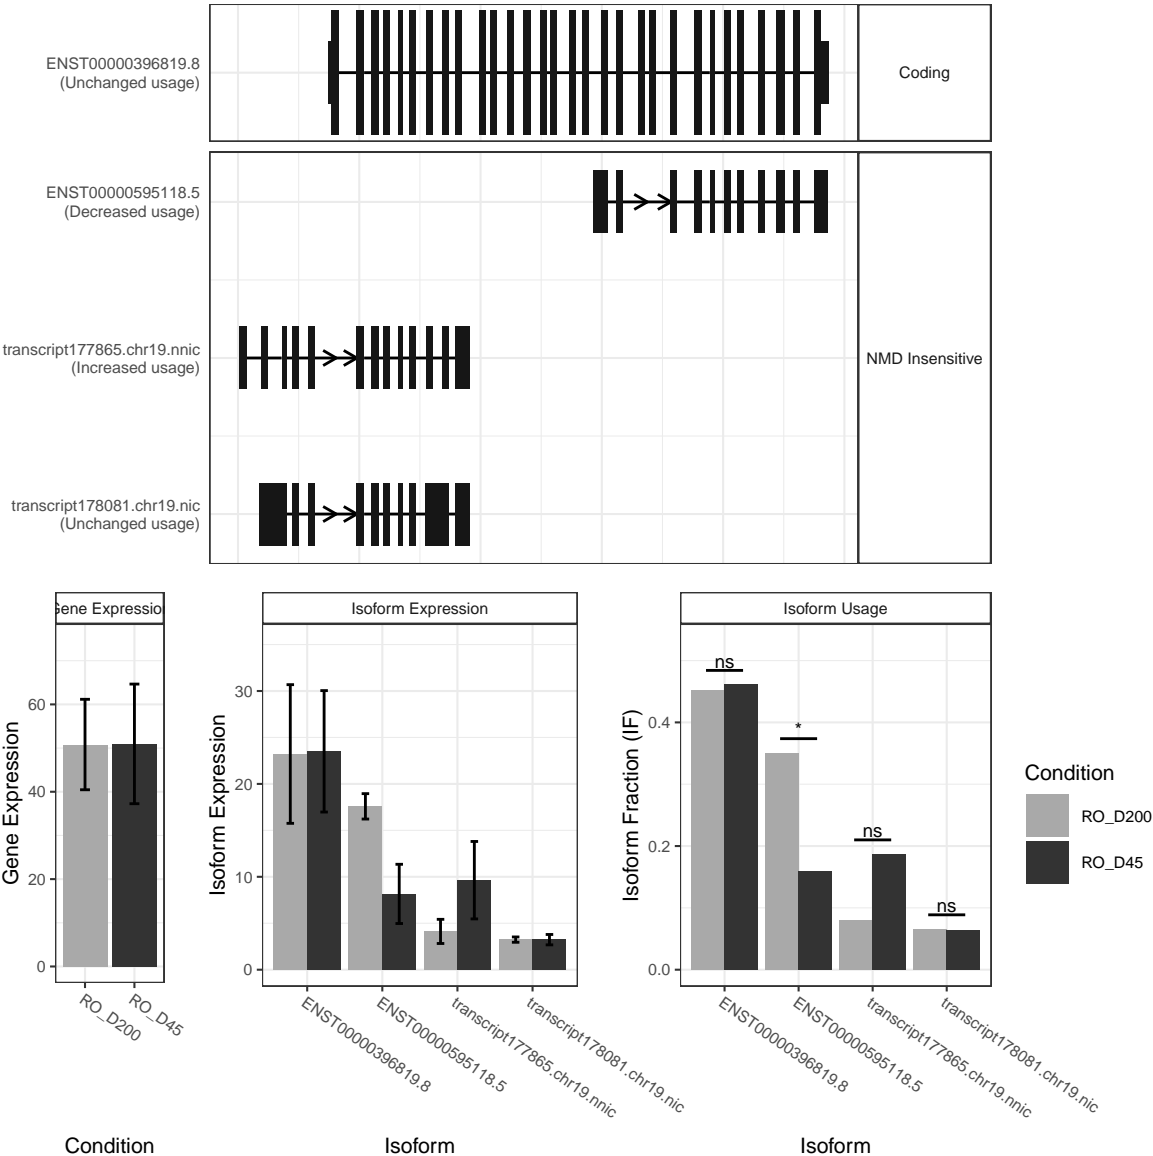 ENST00000396819.8
(Unchanged usage)
Coding
ENST00000595118.5
(Decreased usage)
transcript177865.chr19.nnic
(Increased usage)
NMD Insensitive
transcript178081.chr19.nic
(Unchanged usage)
Gene Expression
Isoform Expression
Isoform Usage
Gene Expression
60
40
20
0
RO_D200
RO_D45
Condition
Isoform Expression
30
20
10
0
ENST00000396819.8
ENST00000595118.5
transcript177865.chr19.nnic
transcript178081.chr19.nic
Isoform
Isoform Fraction (IF)
0.4
0.2
0.0
ns
*
ns
ns
ENST00000396819.8
ENST00000595118.5
transcript177865.chr19.nnic
transcript178081.chr19.nic
Isoform
Condition
RO_D200
RO_D45